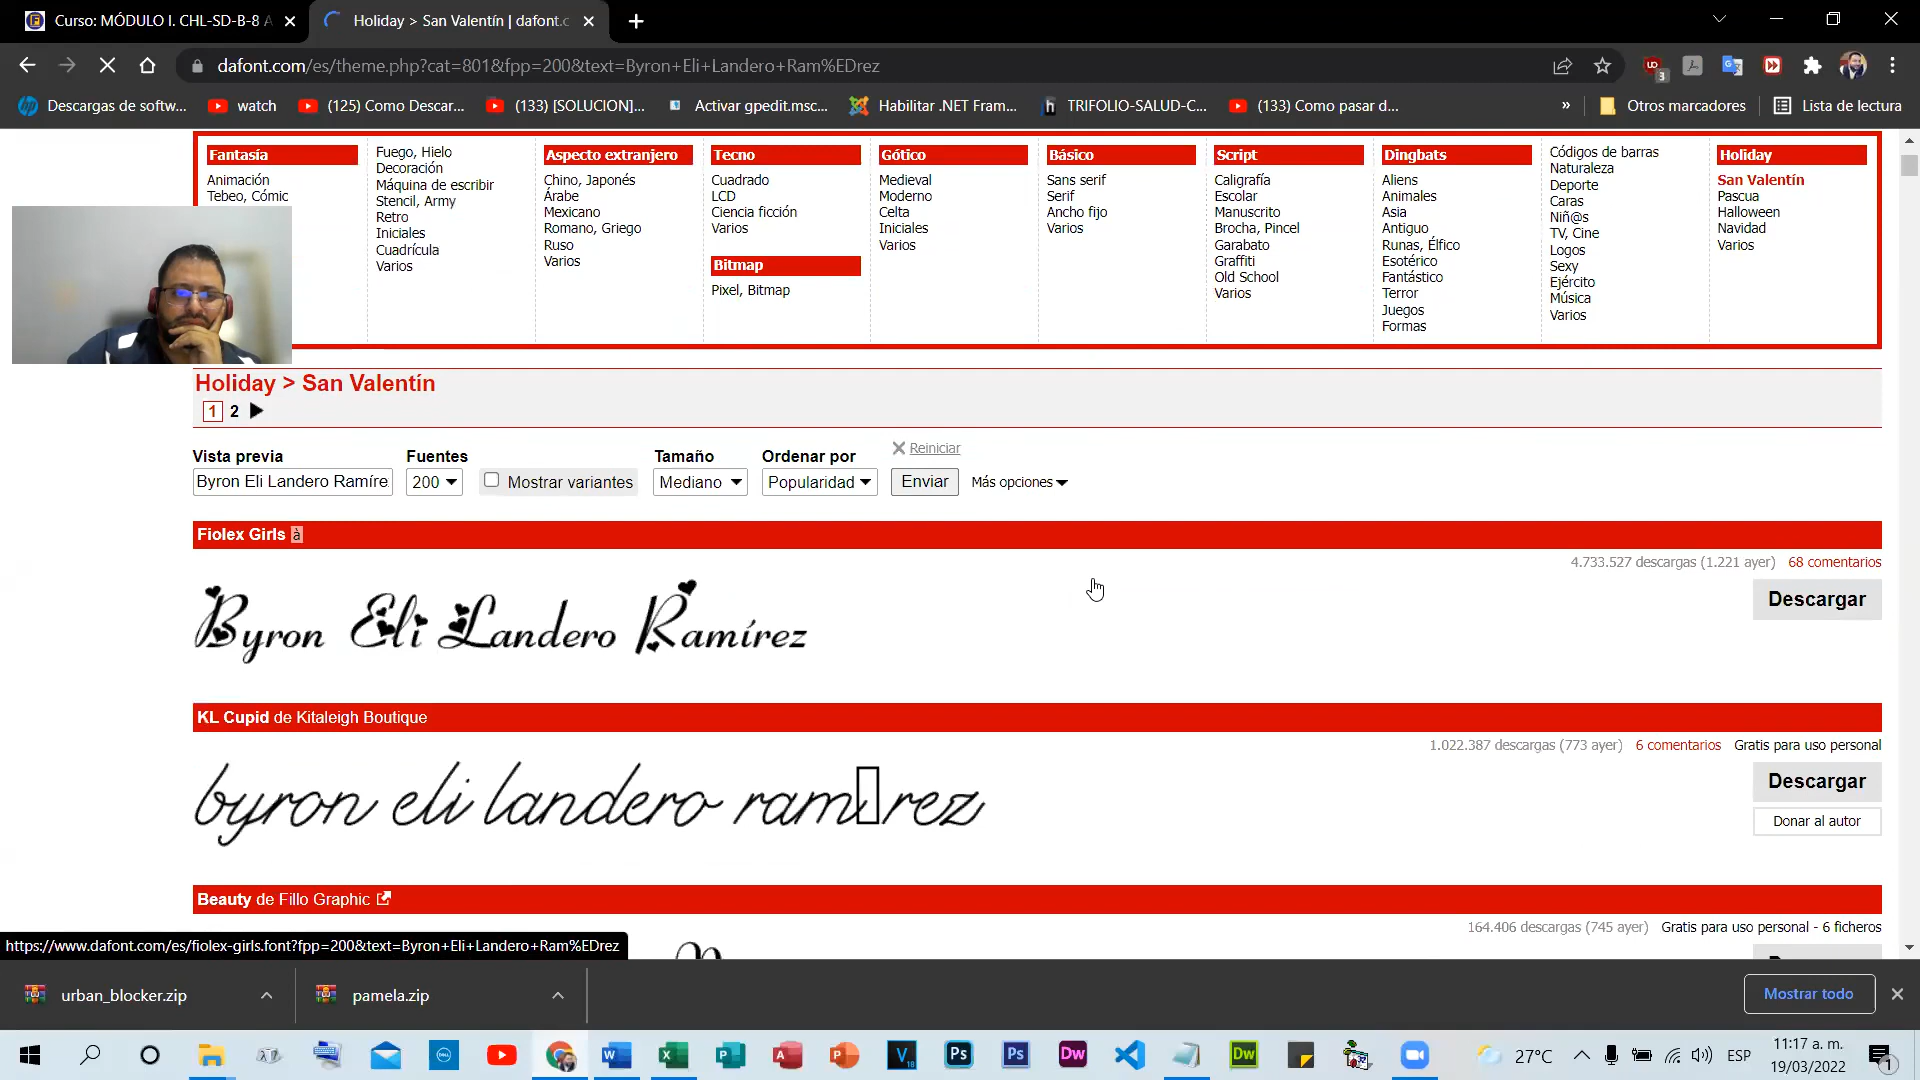 Curso: MÓDULO I. CHL-SD-B-8 A
Holiday > San Valentín | dafont.c
dafont.com/es/theme.php?cat=801&fpp=200&text=Byron+Eli+Landero+Ram%EDrez
Descargas de softw...
watch
(125) Como Descar...
(133) [SOLUCION]...
Activar gpedit.msc...
Habilitar .NET Fram...
TRIFOLIO-SALUD-C...
(133) Como pasar d...
»
Otros marcadores
Lista de lectura
Fantasía
Animación
Tebeo, Cómic
Fuego, Hielo
Decoración
Máquina de escribir
Stencil, Army
Retro
Iniciales
Cuadrícula
Varios
Aspecto extranjero
Chino, Japonés
Árabe
Mexicano
Romano, Griego
Ruso
Varios
Tecno
Cuadrado
LCD
Ciencia ficción
Varios
Bitmap
Pixel, Bitmap
Gótico
Medieval
Moderno
Celta
Iniciales
Varios
Básico
Sans serif
Serif
Ancho fijo
Varios
Script
Caligrafía
Escolar
Manuscrito
Brocha, Pincel
Garabato
Graffiti
Old School
Varios
Dingbats
Aliens
Animales
Asia
Antiguo
Runas, Élfico
Esotérico
Fantástico
Terror
Juegos
Formas
Códigos de barras
Naturaleza
Deporte
Caras
Niñ@s
TV, Cine
Logos
Sexy
Ejército
Música
Varios
Holiday
San Valentín
Pascua
Halloween
Navidad
Varios
Holiday > San Valentín
1 2
Vista previa
Byron Eli Landero Ramíre
Fuentes
200
Mostrar variantes
Tamaño
Mediano
Ordenar por
Popularidad
Reiniciar
Enviar
Más opciones
Fiolex Girls à
4.733.527 descargas (1.221 ayer) 68 comentarios
Byron Eli Landero Ramírez
Descargar
KL Cupid de Kitaleigh Boutique
1.022.387 descargas (773 ayer) 6 comentarios Gratis para uso personal
byron eli landero ram▯rez
Descargar
Donar al autor
Beauty de Fillo Graphic
164.406 descargas (745 ayer) Gratis para uso personal - 6 ficheros
https://www.dafont.com/es/fiolex-girls.font?fpp=200&text=Byron+Eli+Landero+Ram%EDrez
urban_blocker.zip
pamela.zip
Mostrar todo
27°C
ESP
11:17 a. m.
19/03/2022